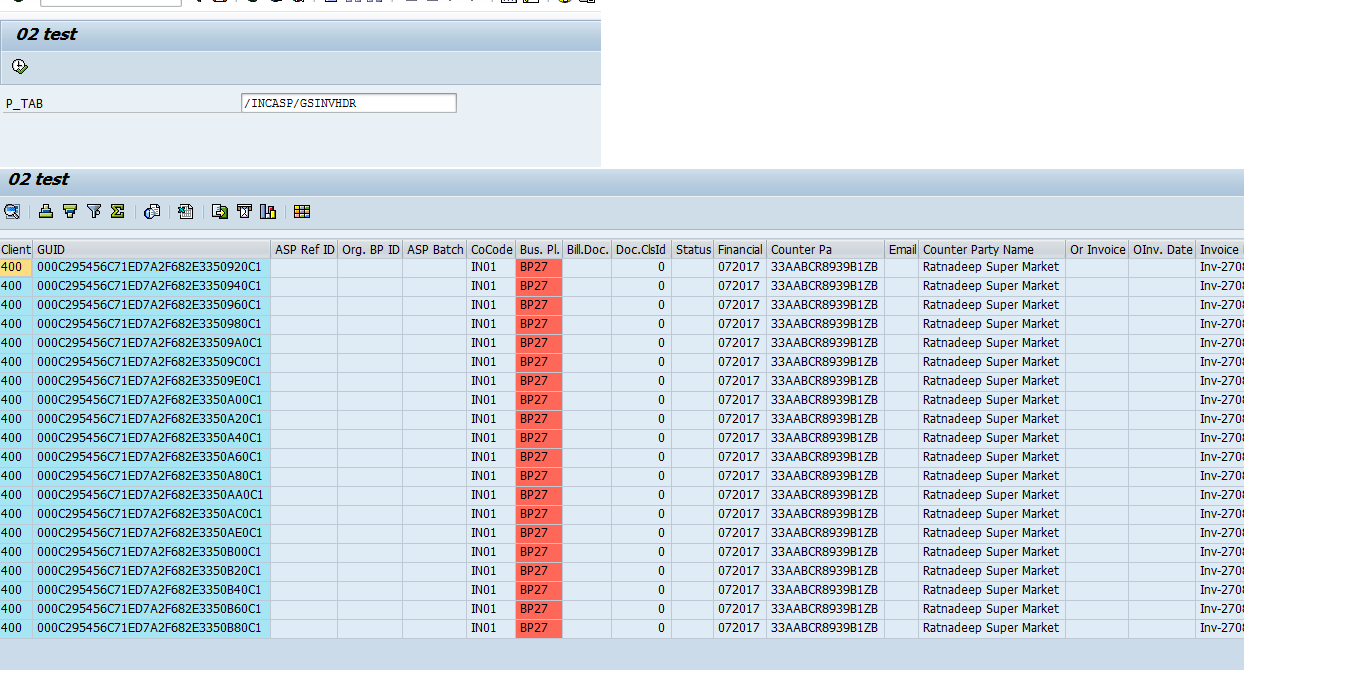 02 test
P_TAB /INCASP/GSINVHDR
02 test
Client GUID ASP Ref ID Org. BP ID ASP Batch CoCode Bus. Pl. Bill.Doc. Doc.ClsId Status Financial Counter Pa Email Counter Party Name Or Invoice OInv. Date Invoice
400 000C295456C71ED7A2F682E3350920C1 IN01 BP27 0 072017 33AABCR8939B1ZB Ratnadeep Super Market Inv-270
400 000C295456C71ED7A2F682E3350940C1 IN01 BP27 0 072017 33AABCR8939B1ZB Ratnadeep Super Market Inv-270
400 000C295456C71ED7A2F682E3350960C1 IN01 BP27 0 072017 33AABCR8939B1ZB Ratnadeep Super Market Inv-270
400 000C295456C71ED7A2F682E3350980C1 IN01 BP27 0 072017 33AABCR8939B1ZB Ratnadeep Super Market Inv-270
400 000C295456C71ED7A2F682E33509A0C1 IN01 BP27 0 072017 33AABCR8939B1ZB Ratnadeep Super Market Inv-270
400 000C295456C71ED7A2F682E33509C0C1 IN01 BP27 0 072017 33AABCR8939B1ZB Ratnadeep Super Market Inv-270
400 000C295456C71ED7A2F682E33509E0C1 IN01 BP27 0 072017 33AABCR8939B1ZB Ratnadeep Super Market Inv-270
400 000C295456C71ED7A2F682E3350A00C1 IN01 BP27 0 072017 33AABCR8939B1ZB Ratnadeep Super Market Inv-270
400 000C295456C71ED7A2F682E3350A20C1 IN01 BP27 0 072017 33AABCR8939B1ZB Ratnadeep Super Market Inv-270
400 000C295456C71ED7A2F682E3350A40C1 IN01 BP27 0 072017 33AABCR8939B1ZB Ratnadeep Super Market Inv-270
400 000C295456C71ED7A2F682E3350A60C1 IN01 BP27 0 072017 33AABCR8939B1ZB Ratnadeep Super Market Inv-270
400 000C295456C71ED7A2F682E3350A80C1 IN01 BP27 0 072017 33AABCR8939B1ZB Ratnadeep Super Market Inv-270
400 000C295456C71ED7A2F682E3350AA0C1 IN01 BP27 0 072017 33AABCR8939B1ZB Ratnadeep Super Market Inv-270
400 000C295456C71ED7A2F682E3350AC0C1 IN01 BP27 0 072017 33AABCR8939B1ZB Ratnadeep Super Market Inv-270
400 000C295456C71ED7A2F682E3350AE0C1 IN01 BP27 0 072017 33AABCR8939B1ZB Ratnadeep Super Market Inv-270
400 000C295456C71ED7A2F682E3350B00C1 IN01 BP27 0 072017 33AABCR8939B1ZB Ratnadeep Super Market Inv-270
400 000C295456C71ED7A2F682E3350B20C1 IN01 BP27 0 072017 33AABCR8939B1ZB Ratnadeep Super Market Inv-270
400 000C295456C71ED7A2F682E3350B40C1 IN01 BP27 0 072017 33AABCR8939B1ZB Ratnadeep Super Market Inv-270
400 000C295456C71ED7A2F682E3350B60C1 IN01 BP27 0 072017 33AABCR8939B1ZB Ratnadeep Super Market Inv-270
400 000C295456C71ED7A2F682E3350B80C1 IN01 BP27 0 072017 33AABCR8939B1ZB Ratnadeep Super Market Inv-270